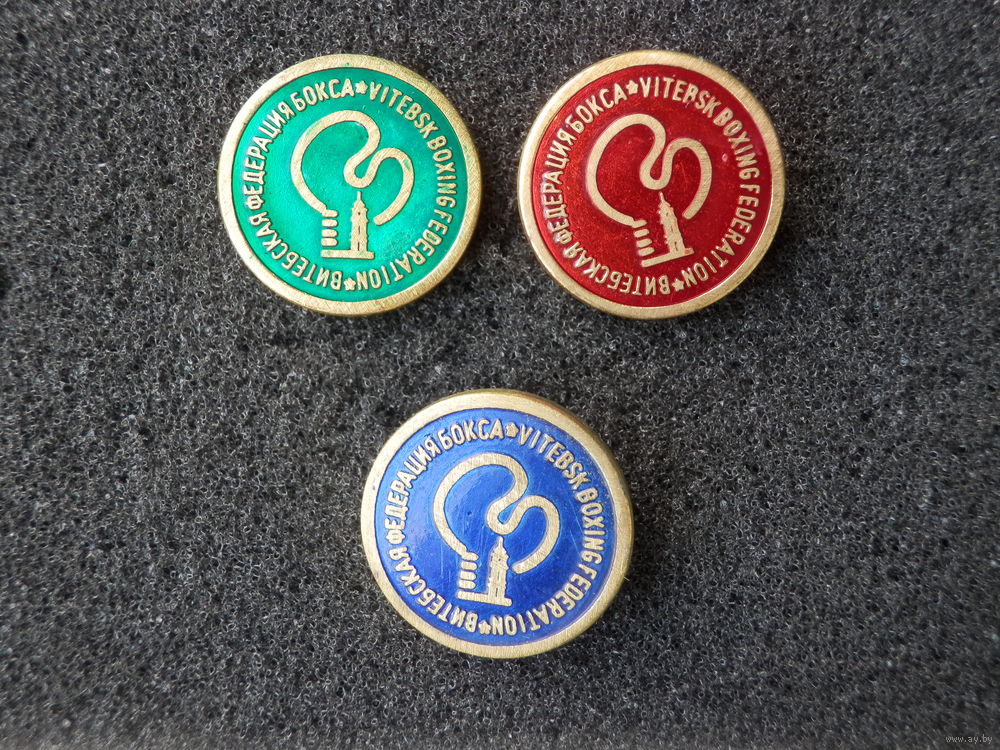 ВИТЕБСКАЯ ФЕДЕРАЦИЯ БОКСА * VITEBSK BOXING FEDERATION *
ВИТЕБСКАЯ ФЕДЕРАЦИЯ БОКСА * VITEBSK BOXING FEDERATION *
ВИТЕБСКАЯ ФЕДЕРАЦИЯ БОКСА * VITEBSK BOXING FEDERATION *
www.ay.by